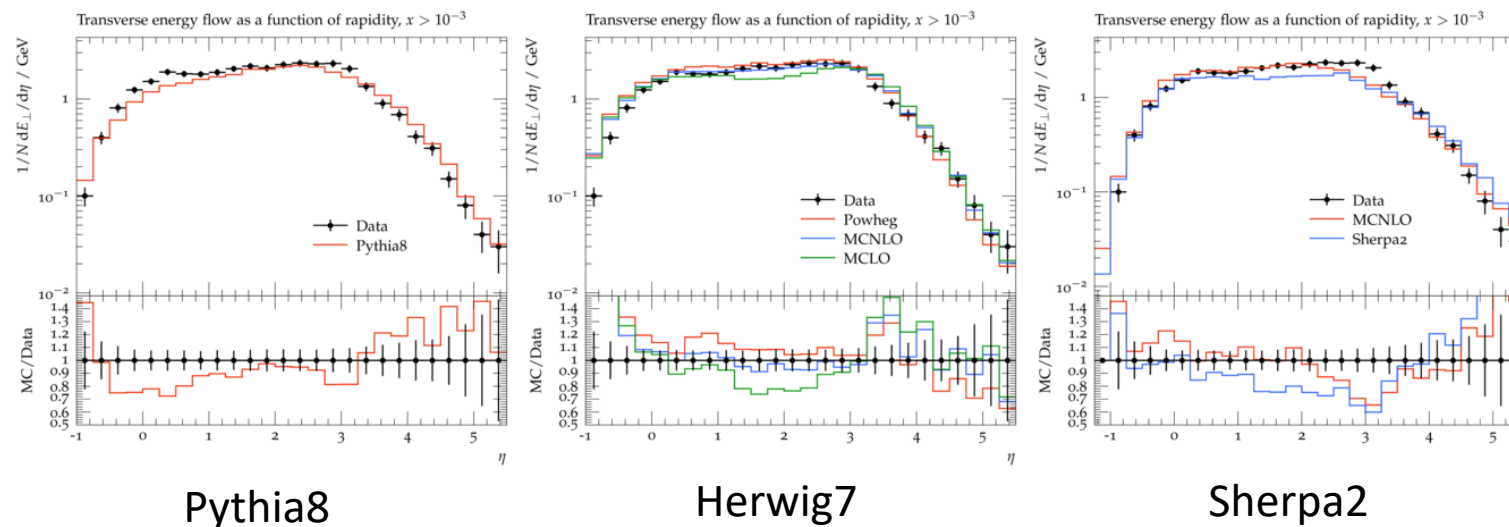 Transverse energy flow as a function of rapidity, x > 10⁻³
1/N dE⊥/dη / GeV
1
10⁻¹
10⁻²
Data
Pythia8
MC/Data
1.4
1.3
1.2
1.1
1
0.9
0.8
0.7
0.6
0.5
-1 0 1 2 3 4 5
η
Pythia8
Transverse energy flow as a function of rapidity, x > 10⁻³
1/N dE⊥/dη / GeV
1
10⁻¹
10⁻²
Data
Powheg
MCNLO
MCLO
MC/Data
1.4
1.3
1.2
1.1
1
0.9
0.8
0.7
0.6
0.5
-1 0 1 2 3 4 5
η
Herwig7
Transverse energy flow as a function of rapidity, x > 10⁻³
1/N dE⊥/dη / GeV
1
10⁻¹
10⁻²
Data
MCNLO
Sherpa2
MC/Data
1.4
1.3
1.2
1.1
1
0.9
0.8
0.7
0.6
0.5
-1 0 1 2 3 4 5
η
Sherpa2